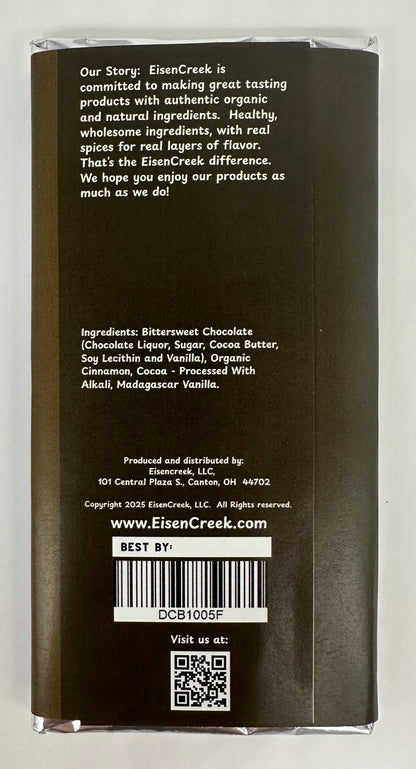 Our Story:  EisenCreek is
committed to making great tasting
products with authentic organic
and natural ingredients.  Healthy,
wholesome ingredients, with real
spices for real layers of flavor.
That's the EisenCreek difference.
We hope you enjoy our products as
much as we do!
Ingredients: Bittersweet Chocolate
(Chocolate Liquor, Sugar, Cocoa Butter,
Soy Lecithin and Vanilla), Organic
Cinnamon, Cocoa - Processed With
Alkali, Madagascar Vanilla.
Produced and distributed by:
Eisencreek, LLC,
101 Central Plaza S., Canton, OH  44702
Copyright 2025 EisenCreek, LLC.  All Rights reserved.
www.EisenCreek.com
BEST BY:
DCB1005F
Visit us at: